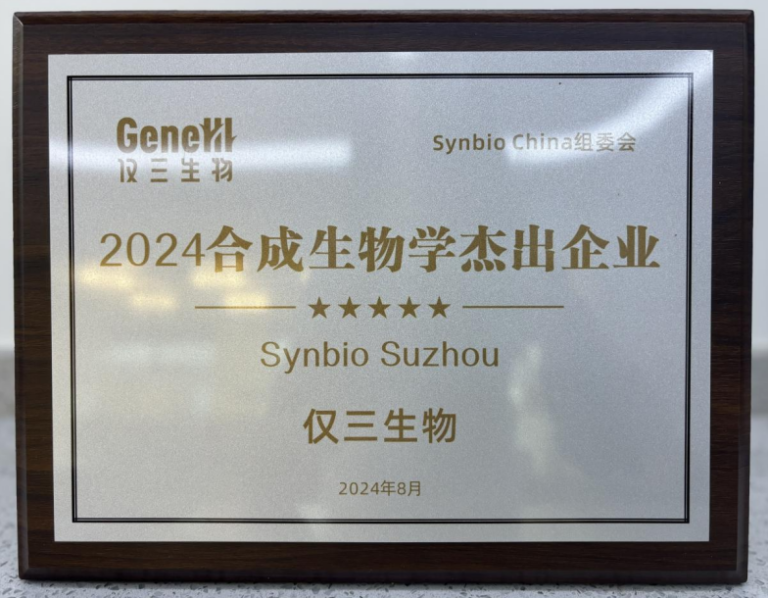 GeneⅢ
仅三生物
Synbio China组委会
2024合成生物学杰出企业
Synbio Suzhou
仅三生物
2024年8月